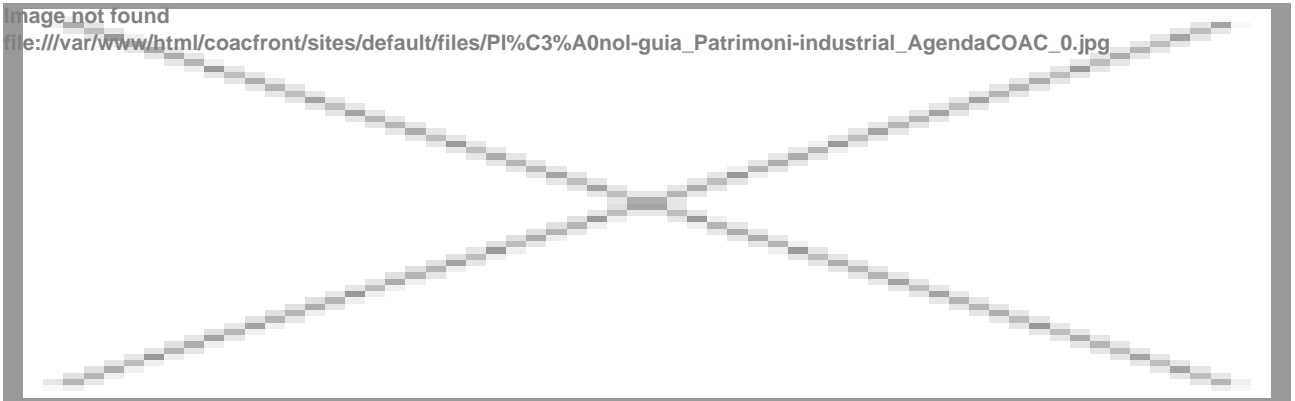 Image not found
file:///var/www/html/coacfront/sites/default/files/Pl%C3%A0nol-guia_Patrimoni-industrial_AgendaCOAC_0.jpg